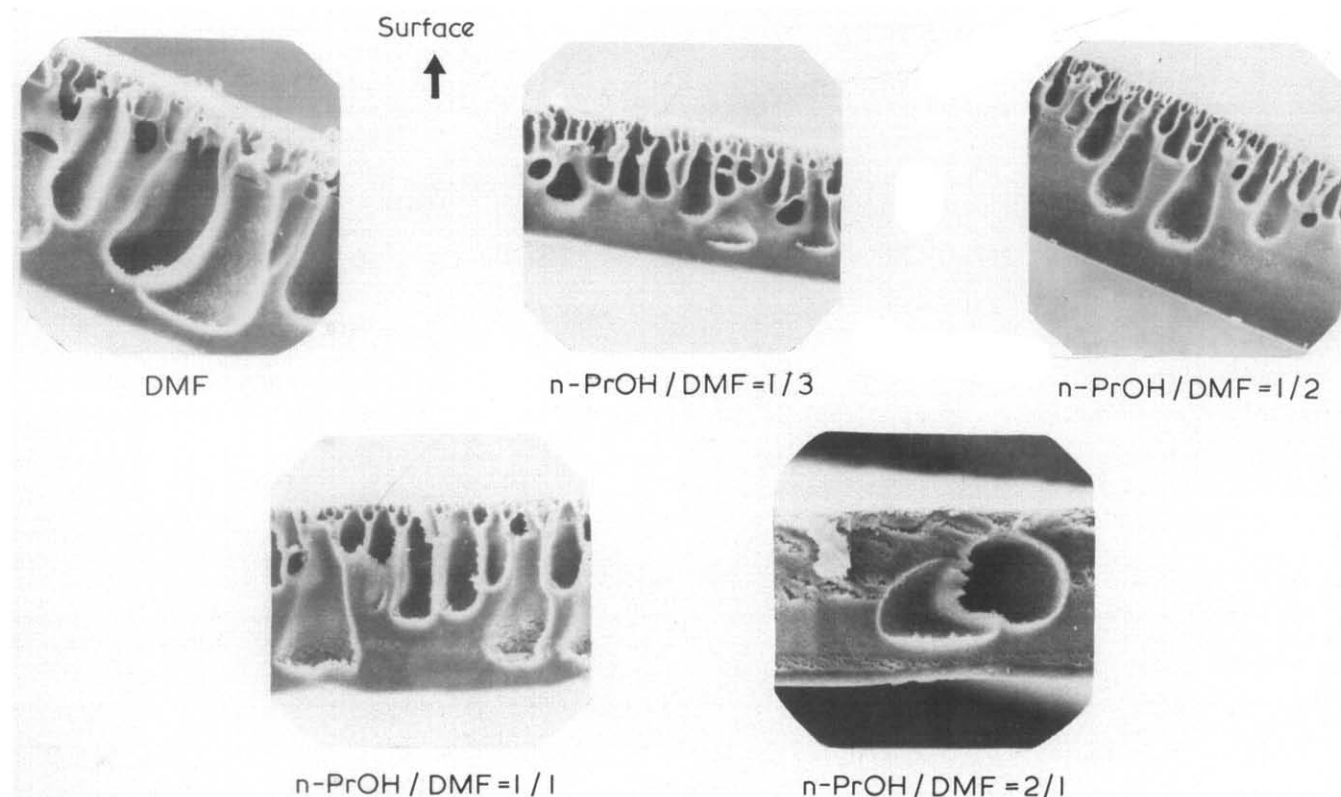 Surface
DMF
n-PrOH / DMF = 1/3
n-PrOH / DMF = 1/2
n-PrOH / DMF = 1/1
n-PrOH / DMF = 2/1